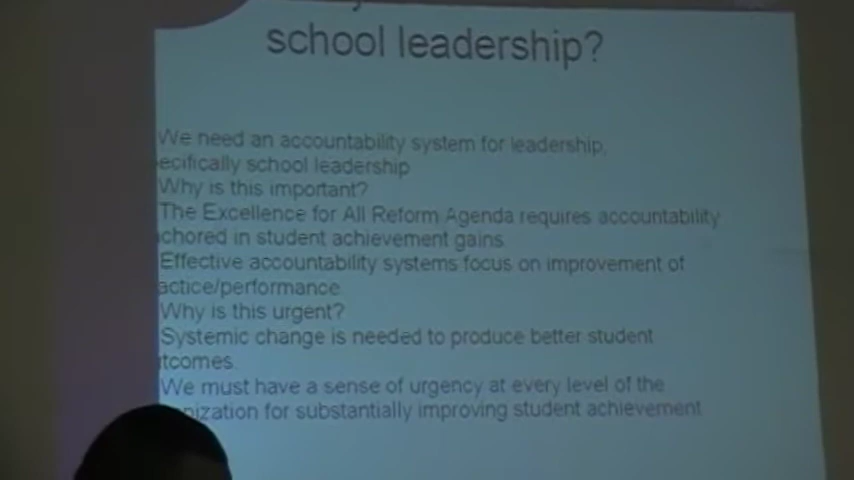 school leadership?
We need an accountability system for leadership,
ecifically school leadership
Why is this important?
The Excellence for All Reform Agenda requires accountability
chored in student achievement gains
Effective accountability systems focus on improvement of
actice/performance
Why is this urgent?
Systemic change is needed to produce better student
tcomes.
We must have a sense of urgency at every level of the
nization for substantially improving student achievement